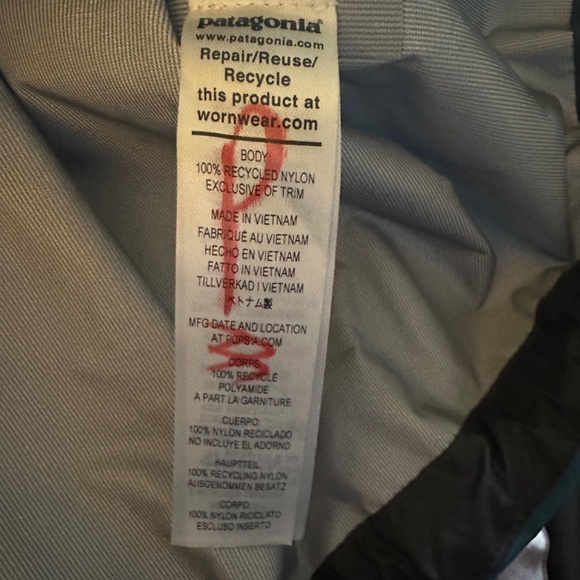 patagonia®
www.patagonia.com
Repair/Reuse/
Recycle
this product at
wornwear.com
BODY
100% RECYCLED NYLON
EXCLUSIVE OF TRIM
MADE IN VIETNAM
FABRIQUÉ AU VIETNAM
HECHO EN VIETNAM
FATTO IN VIETNAM
TILLVERKAD I VIETNAM
ベトナム製
MFG DATE AND LOCATION
AT PCPSIA.COM
CORPS
100% RECYCLÉ
POLYAMIDE
A PART LA GARNITURE
CUERPO:
100% NYLON RECICLADO
NO INCLUYE EL ADORNO
HAUPTTEIL:
100% RECYCLING NYLON
AUSGENOMMEN BESATZ
CORPO:
100% NYLON RICICLATO
ESCLUSO INSERTO